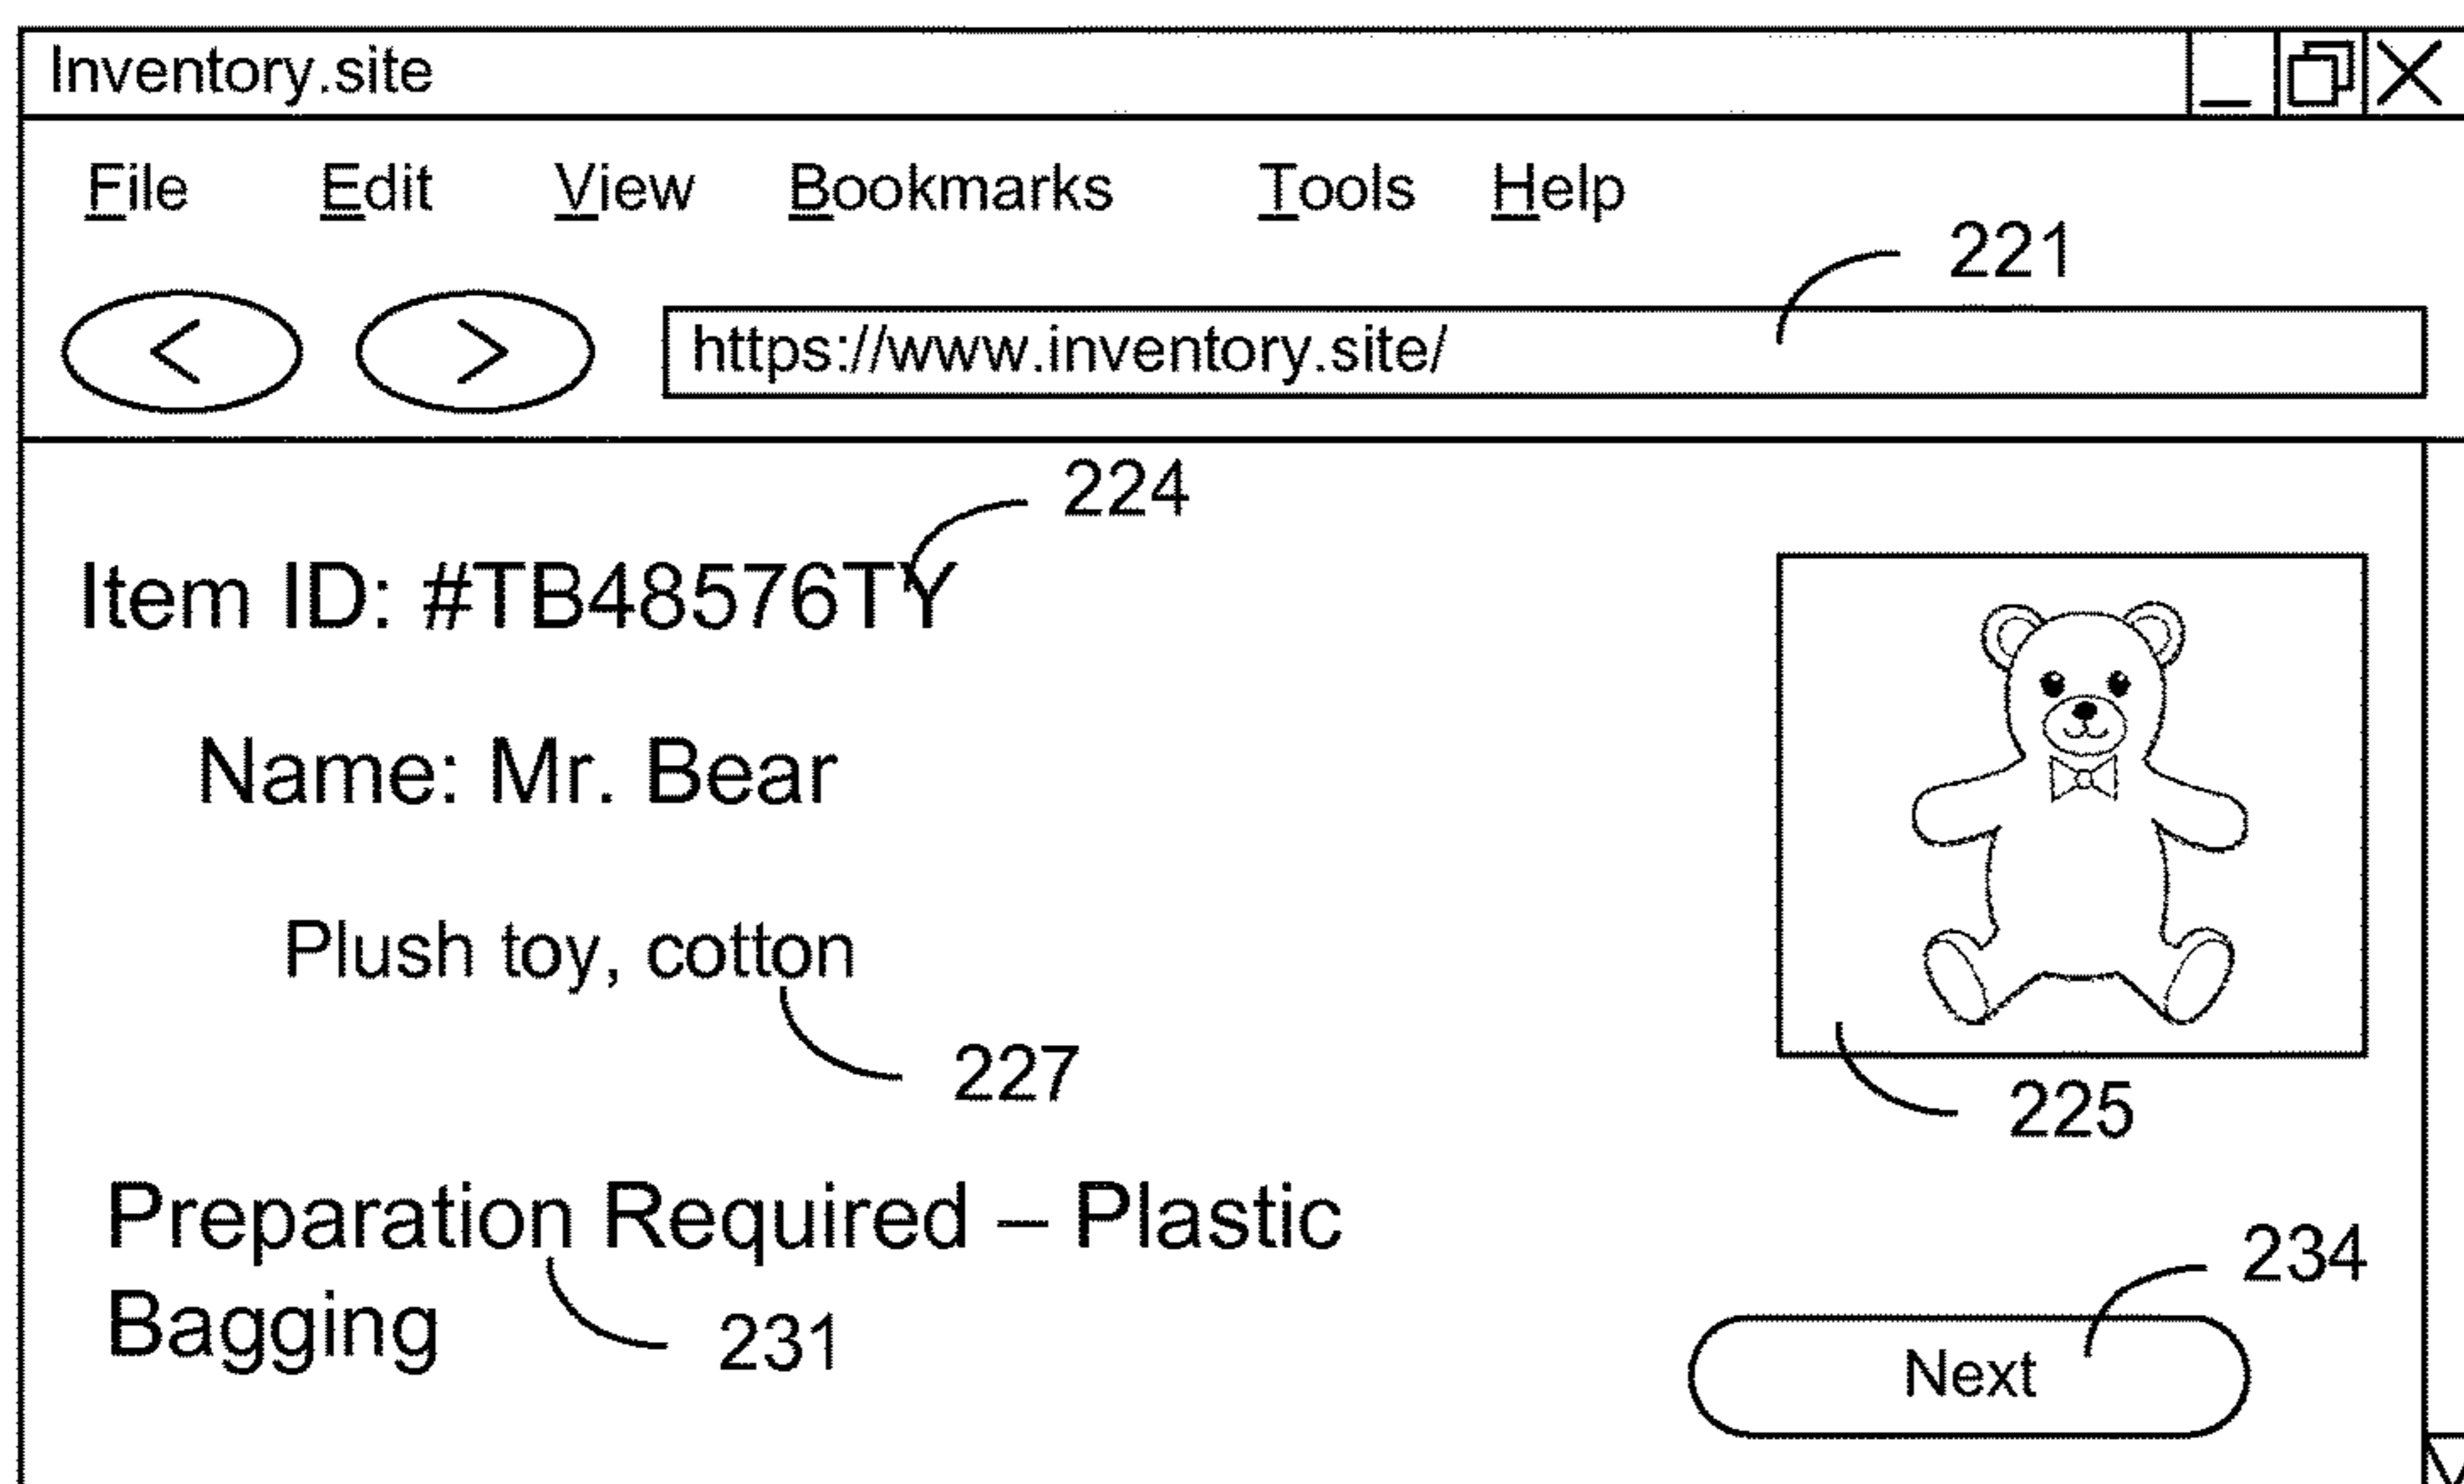 Inventory.site
File Edit View Bookmarks Tools Help
221
< > https://www.inventory.site/
224
Item ID: #TB48576TY
Name: Mr. Bear
Plush toy, cotton
227
225
Preparation Required – Plastic
234
Bagging
231
Next